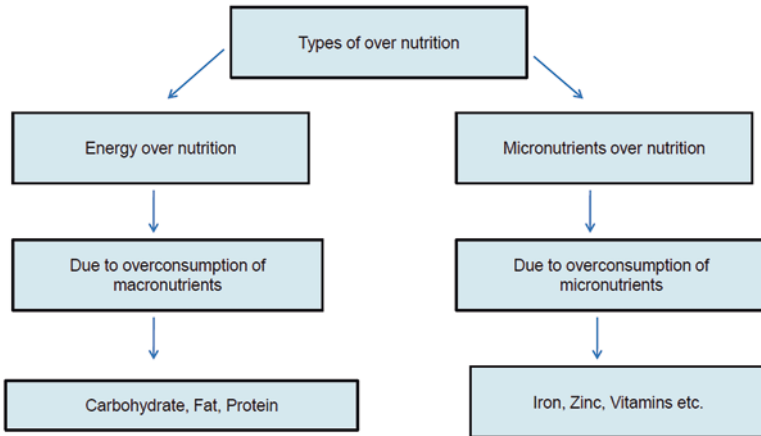 Types of over nutrition
Energy over nutrition
Micronutrients over nutrition
Due to overconsumption of
macronutrients
Due to overconsumption of
micronutrients
Carbohydrate, Fat, Protein
Iron, Zinc, Vitamins etc.